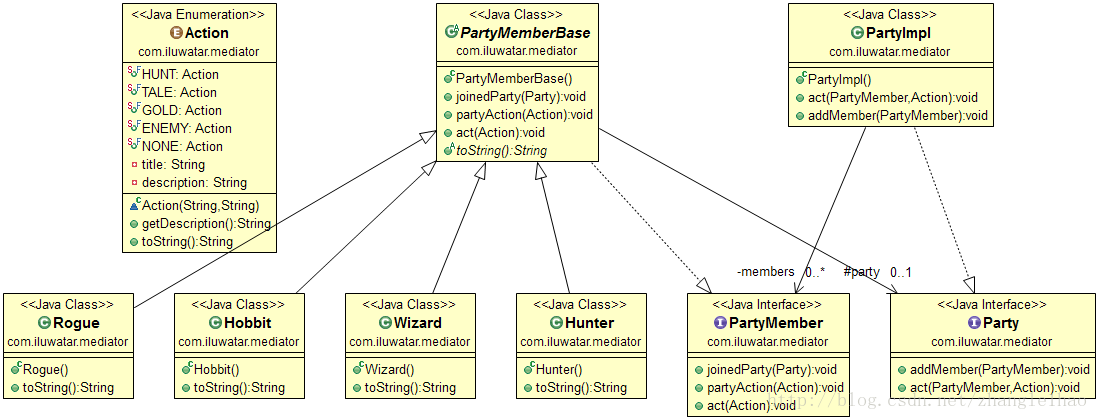 <<Java Enumeration>>
Action
com.iluwatar.mediator
HUNT: Action
TALE: Action
GOLD: Action
ENEMY: Action
NONE: Action
title: String
description: String
Action(String,String)
getDescription():String
toString():String
<<Java Class>>
PartyMemberBase
com.iluwatar.mediator
PartyMemberBase()
joinedParty(Party):void
partyAction(Action):void
act(Action):void
toString():String
<<Java Class>>
PartyImpl
com.iluwatar.mediator
PartyImpl()
act(PartyMember,Action):void
addMember(PartyMember):void
-members 0..* #party 0..1
<<Java Class>>
Rogue
com.iluwatar.mediator
Rogue()
toString():String
<<Java Class>>
Hobbit
com.iluwatar.mediator
Hobbit()
toString():String
<<Java Class>>
Wizard
com.iluwatar.mediator
Wizard()
toString():String
<<Java Class>>
Hunter
com.iluwatar.mediator
Hunter()
toString():String
<<Java Interface>>
PartyMember
com.iluwatar.mediator
joinedParty(Party):void
partyAction(Action):void
act(Action):void
<<Java Interface>>
Party
com.iluwatar.mediator
addMember(PartyMember):void
act(PartyMember,Action):void
http://blog.csdn.net/zhangleihao